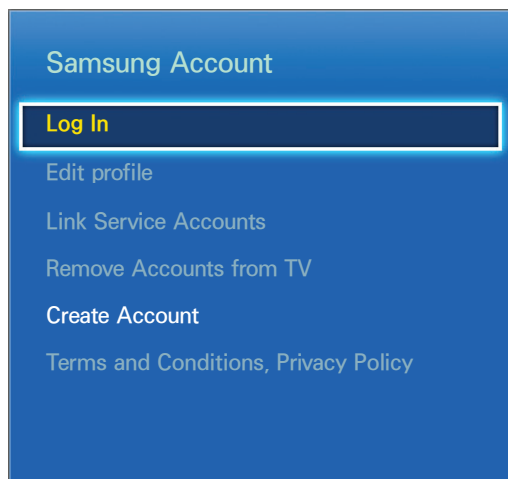 Samsung Account
Log In
Edit profile
Link Service Accounts
Remove Accounts from TV
Create Account
Terms and Conditions, Privacy Policy